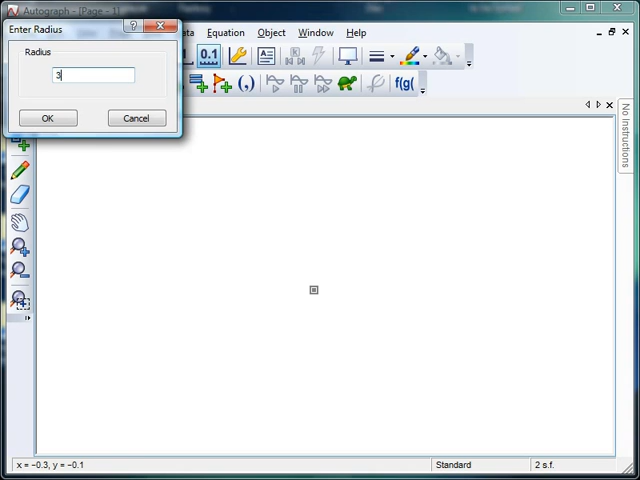 Autograph - [Page - 1]
Enter Radius
?
Radius
3
OK
Cancel
Equation
Object
Window
Help
0.1
f(g(
No Instructions
x = −0.3, y = −0.1
Standard
2 s.f.